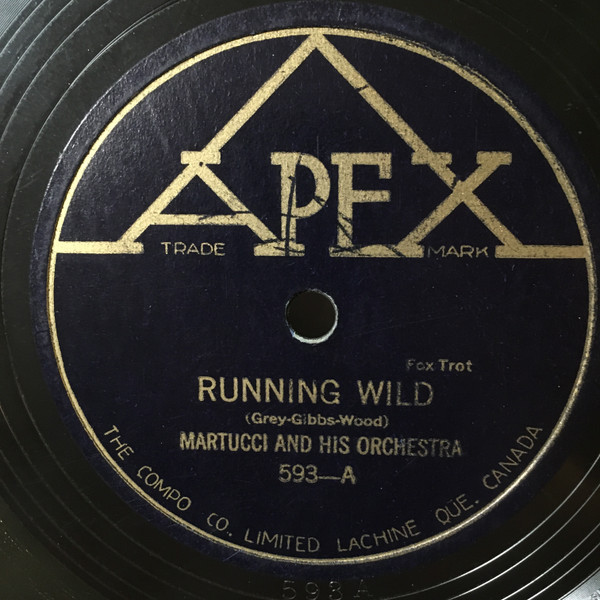 APEX
TRADE MARK
Fox Trot
RUNNING WILD
(Grey-Gibbs-Wood)
MARTUCCI AND HIS ORCHESTRA
593—A
THE COMPO CO. LIMITED LACHINE QUE. CANADA
593 A